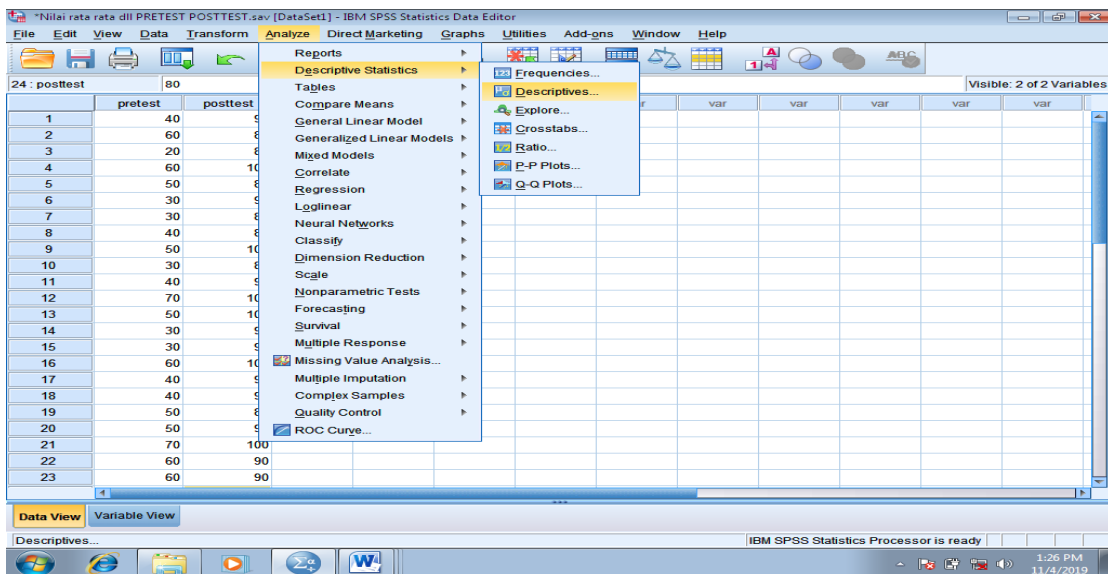 *Nilai rata rata dll PRETEST POSTTEST.sav [DataSet1] - IBM SPSS Statistics Data Editor
File Edit View Data Transform Analyze Direct Marketing Graphs Utilities Add-ons Window Help
24 : posttest 80 Visible: 2 of 2 Variables
pretest posttest var var var var var
1 40
2 60
3 20
4 60
5 50
6 30
7 30
8 40
9 50
10 30
11 40
12 70
13 50
14 30
15 30
16 60
17 40
18 40
19 50
20 50
21 70 100
22 60 90
23 60 90
Reports
Descriptive Statistics
Tables
Compare Means
General Linear Model
Generalized Linear Models
Mixed Models
Correlate
Regression
Loglinear
Neural Networks
Classify
Dimension Reduction
Scale
Nonparametric Tests
Forecasting
Survival
Multiple Response
Missing Value Analysis...
Multiple Imputation
Complex Samples
Quality Control
ROC Curve...
Frequencies...
Descriptives...
Explore...
Crosstabs...
Ratio...
P-P Plots...
Q-Q Plots...
Data View Variable View
Descriptives... IBM SPSS Statistics Processor is ready
1:26 PM
11/4/2019